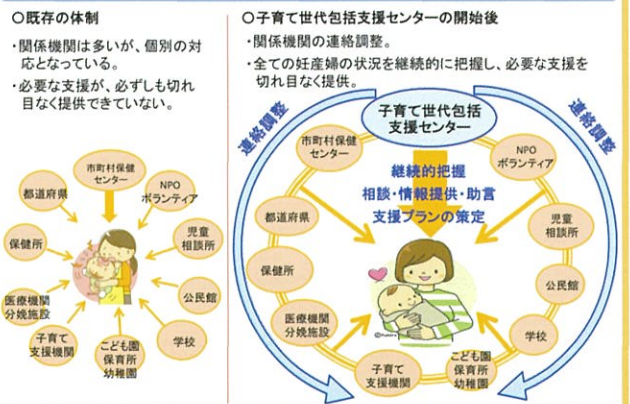 ○既存の体制
・関係機関は多いが、個別の対
応となっている。
・必要な支援が、必ずしも切れ
目なく提供できていない。
市町村保健
センター
都道府県
NPO
ボランティア
保健所
児童
相談所
医療機関
分娩施設
公民館
子育て
支援機関
こども園
保育所
幼稚園
学校
○子育て世代包括支援センターの開始後
・関係機関の連絡調整。
・全ての妊産婦の状況を継続的に把握し、必要な支援を
切れ目なく提供。
子育て世代包括
支援センター
連絡調整
連絡調整
市町村保健
センター
NPO
ボランティア
継続的把握
相談・情報提供・助言
支援プランの策定
都道府県
児童
相談所
保健所
公民館
医療機関
分娩施設
学校
子育て
支援機関
こども園
保育所
幼稚園